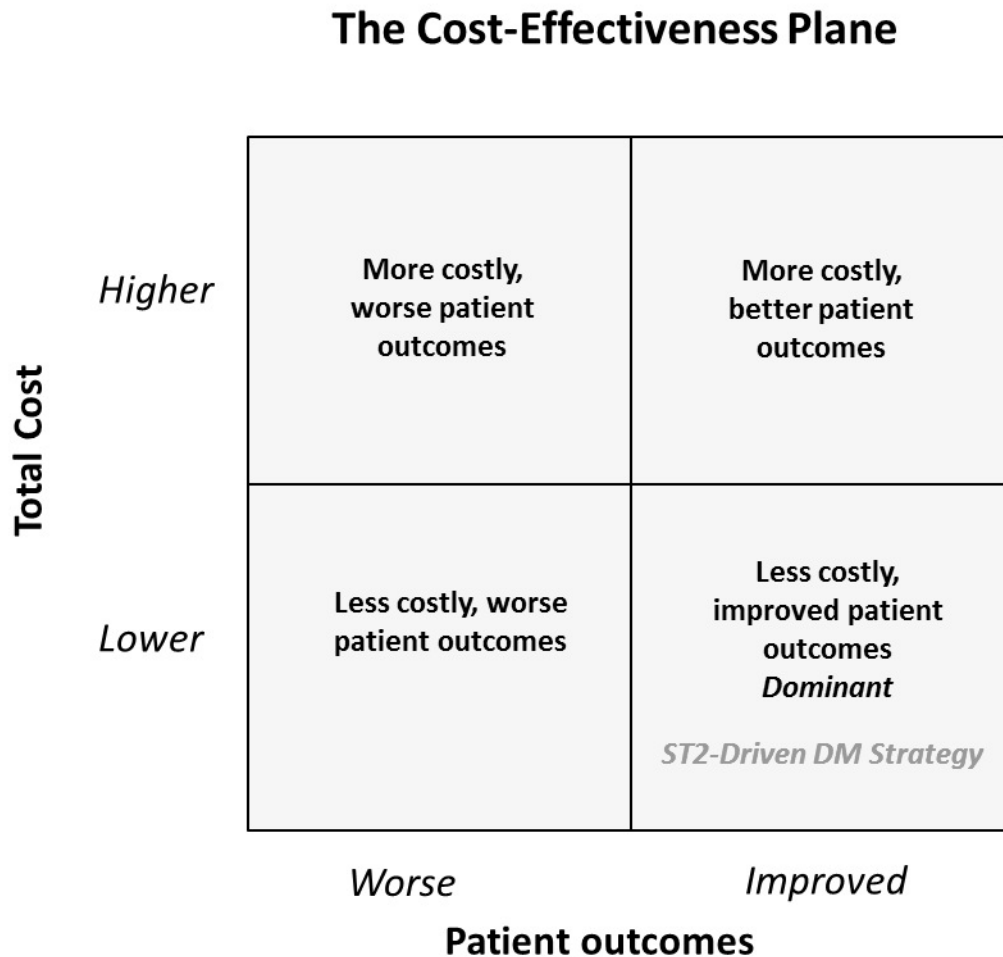 The Cost-Effectiveness Plane
Total Cost
Higher
More costly,
worse patient
outcomes
More costly,
better patient
outcomes
Lower
Less costly, worse
patient outcomes
Less costly,
improved patient
outcomes
Dominant
ST2-Driven DM Strategy
Worse
Improved
Patient outcomes